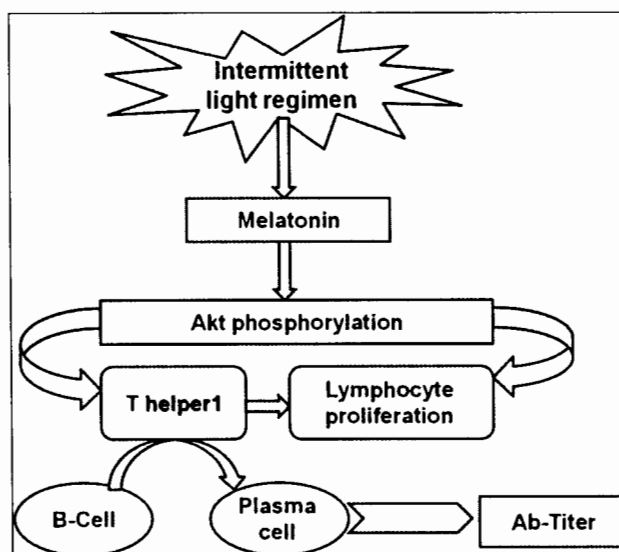 Intermittent
light regimen
Melatonin
Akt phosphorylation
T helper1
Lymphocyte
proliferation
B-Cell
Plasma
cell
Ab-Titer